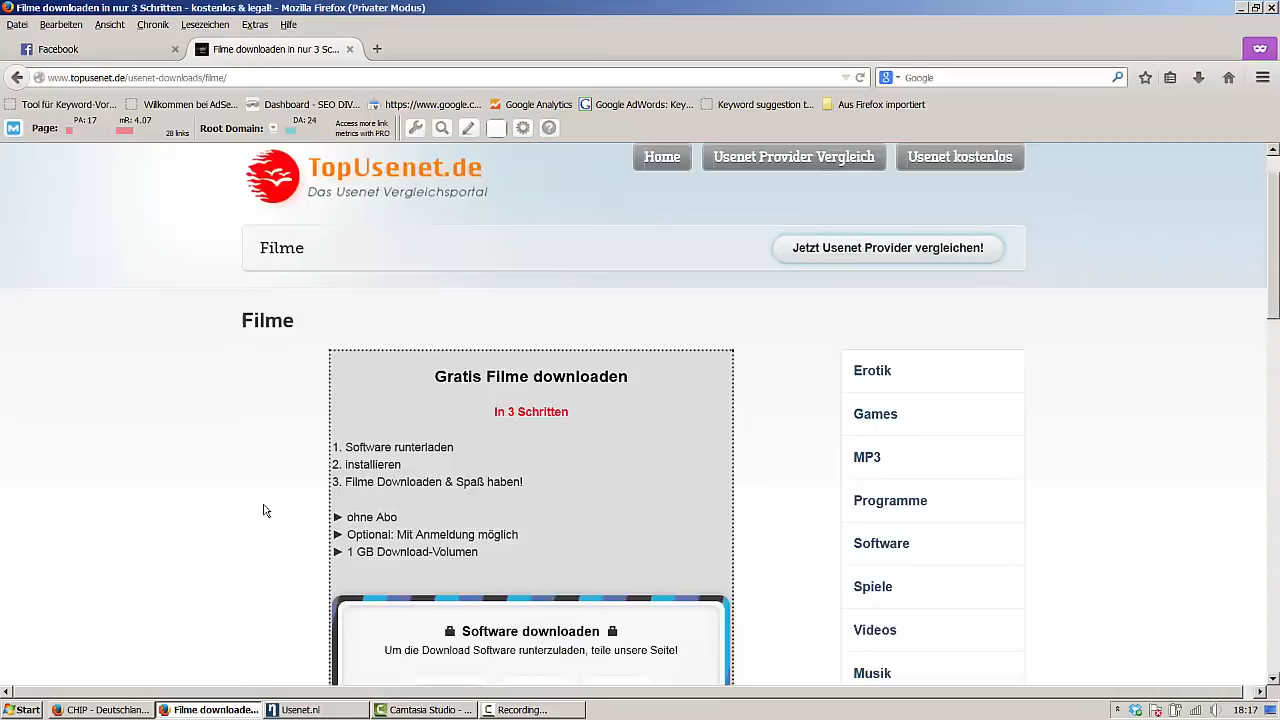 Filme downloaden in nur 3 Schritten - kostenlos & legal! - Mozilla Firefox (Privater Modus)
Datei Bearbeiten Ansicht Chronik Lesezeichen Extras Hilfe
Facebook
Filme downloaden in nur 3 Sc...
www.topusenet.de/usenet-downloads/filme/
Google
Tool für Keyword-Vor... Willkommen bei AdSe... Dashboard - SEO DIV... https://www.google.c... Google Analytics Google AdWords: Key... Keyword suggestion t... Aus Firefox importiert
Page: PA: 17 mR: 4.07 28 links Root Domain: DA: 24 Access more link metrics with PRO
TopUsenet.de
Das Usenet Vergleichsportal
Home Usenet Provider Vergleich Usenet kostenlos
Filme
Jetzt Usenet Provider vergleichen!
Filme
Gratis Filme downloaden
In 3 Schritten
1. Software runterladen
2. installieren
3. Filme Downloaden & Spaß haben!
► ohne Abo
► Optional: Mit Anmeldung möglich
► 1 GB Download-Volumen
Software downloaden
Um die Download Software runterzuladen, teile unsere Seite!
Erotik
Games
MP3
Programme
Software
Spiele
Videos
Musik
Start CHIP - Deutschlan... Filme downloade... Usenet.nl Camtasia Studio - ... Recording... 18:17